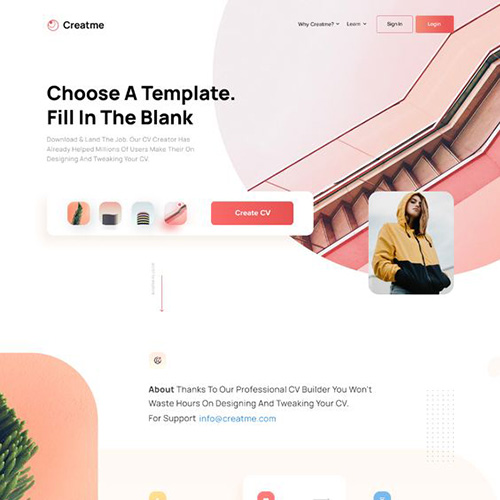 Creatme
Why Creatme?
Learn
Sign In
Login
Choose A Template.
Fill In The Blank
Download & Land The Job. Our CV Creator Has
Already Helped Millions Of Users Make Their On
Designing And Tweaking Your CV.
Create CV
About Thanks To Our Professional CV Builder You Won't
Waste Hours On Designing And Tweaking Your CV.
For Support info@creatme.com